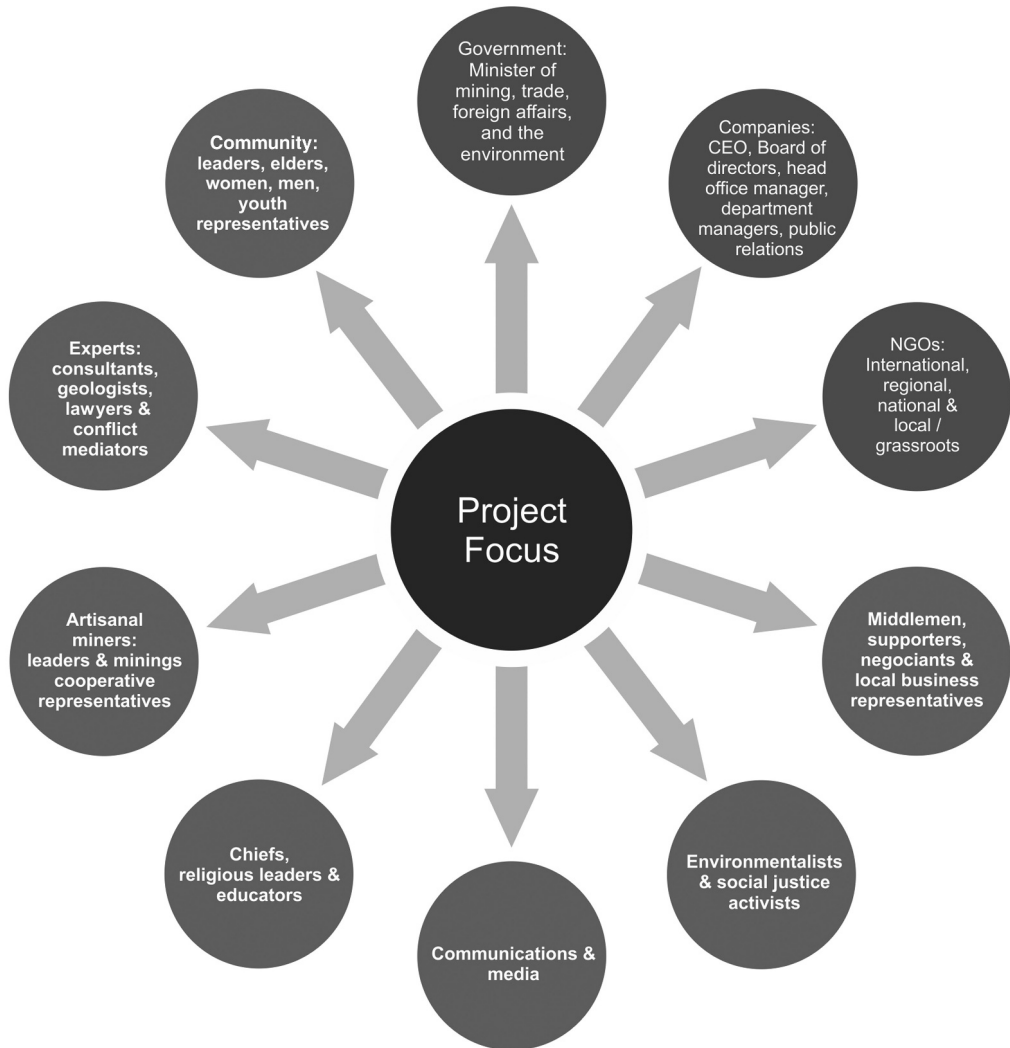 Government:
Minister of
mining, trade,
foreign affairs,
and the
environment
Companies:
CEO, Board of
directors, head
office manager,
department
managers, public
relations
NGOs:
International,
regional,
national &
local /
grassroots
Middlemen,
supporters,
negociants &
local business
representatives
Environmentalists
& social justice
activists
Communications &
media
Chiefs,
religious leaders &
educators
Artisanal
miners:
leaders & minings
cooperative
representatives
Experts:
consultants,
geologists,
lawyers &
conflict
mediators
Community:
leaders, elders,
women, men,
youth
representatives
Project
Focus